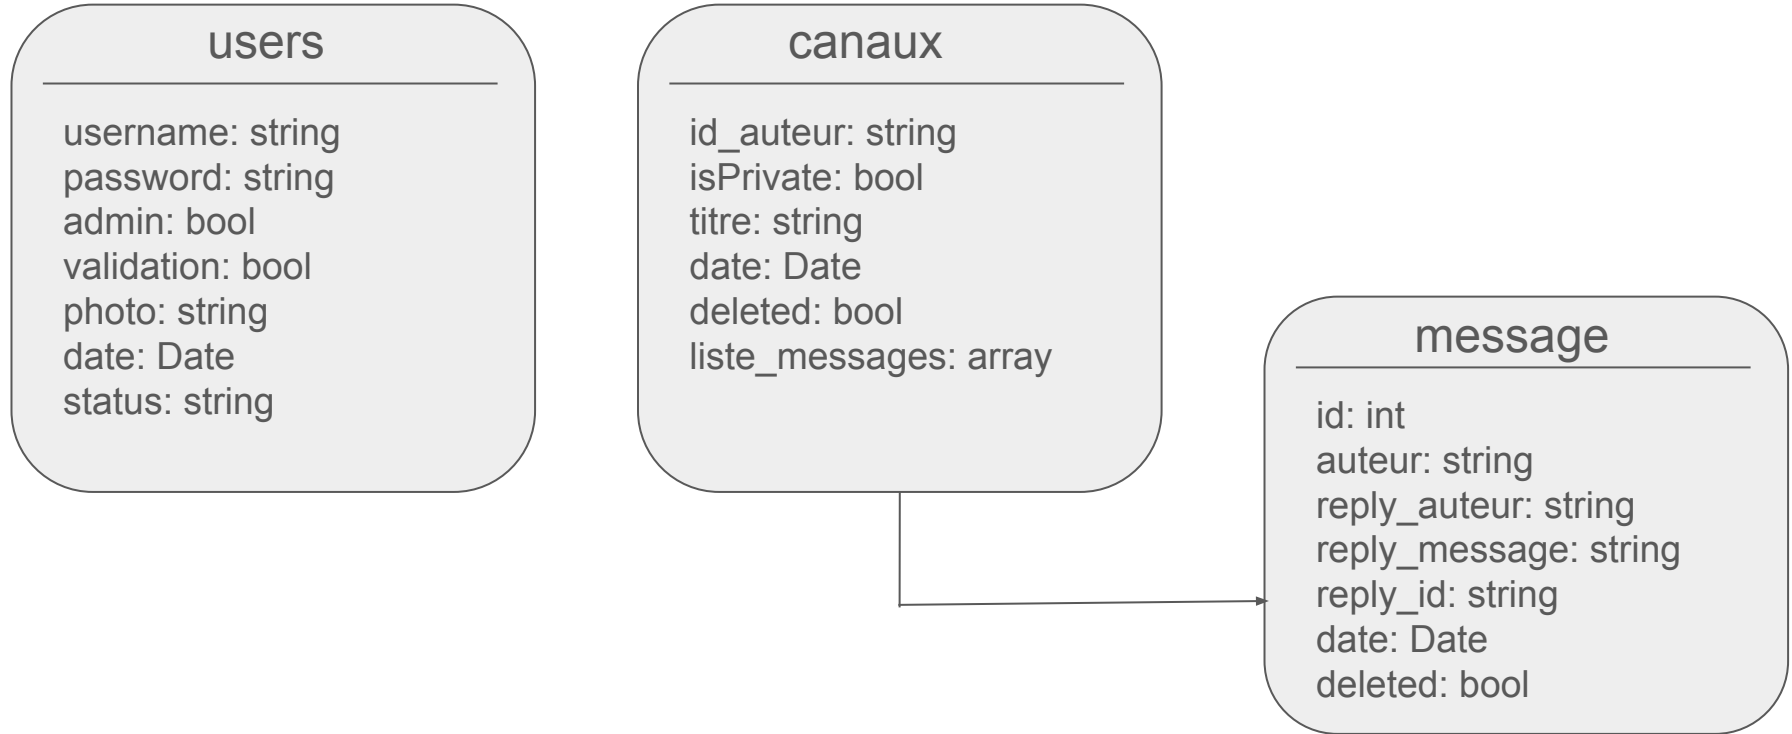 users
username: string
password: string
admin: bool
validation: bool
photo: string
date: Date
status: string
canaux
id_auteur: string
isPrivate: bool
titre: string
date: Date
deleted: bool
liste_messages: array
message
id: int
auteur: string
reply_auteur: string
reply_message: string
reply_id: string
date: Date
deleted: bool